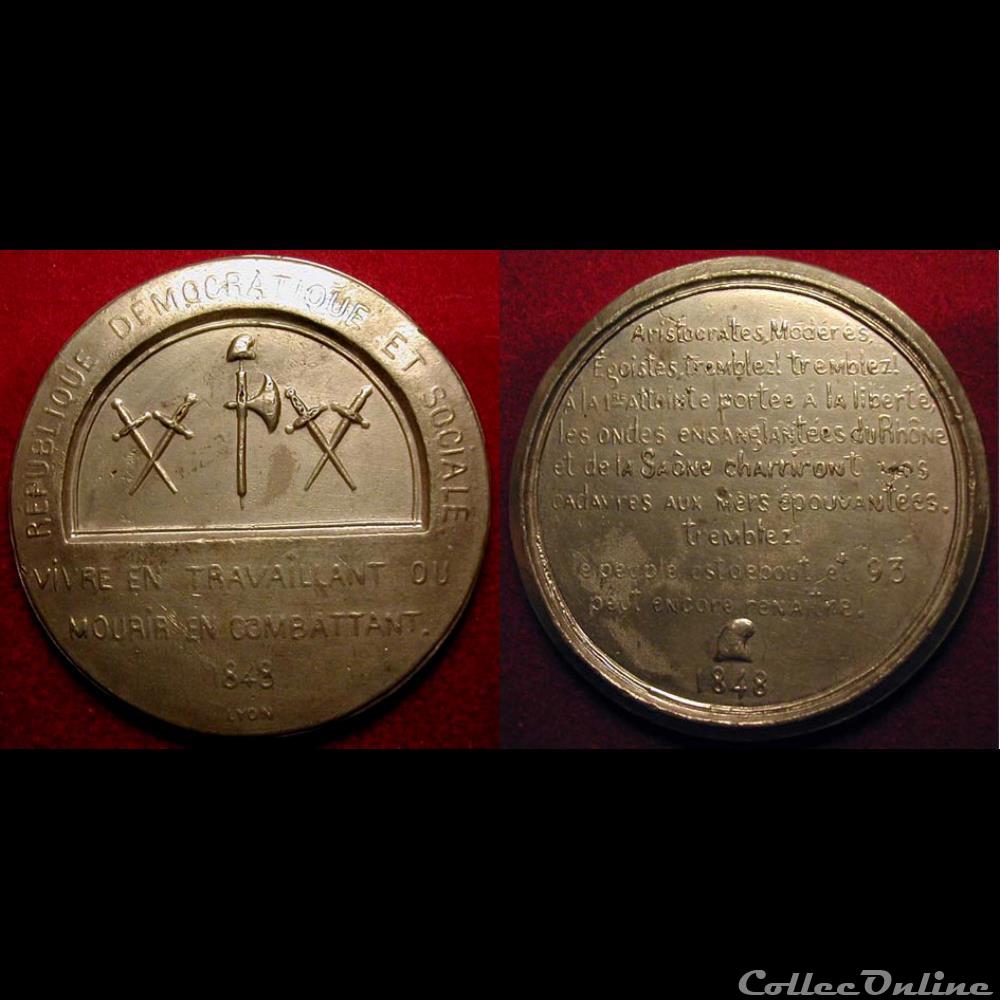 RÉPUBLIQUE DÉMOCRATIQUE ET SOCIALE
VIVRE EN TRAVAILLANT OU
MOURIR EN COMBATTANT.
1848
LYON
Aristocrates, Modérés,
Égoistes, tremblez! tremblez!
A la 1re atteinte portée A la liberté,
les ondes ensanglantées du Rhône
et de la Saône charriront vos
cadavres aux mers épouvantées.
tremblez!
le peuple est debout, et 93
peut encore renaître.
1848
CollecOnline